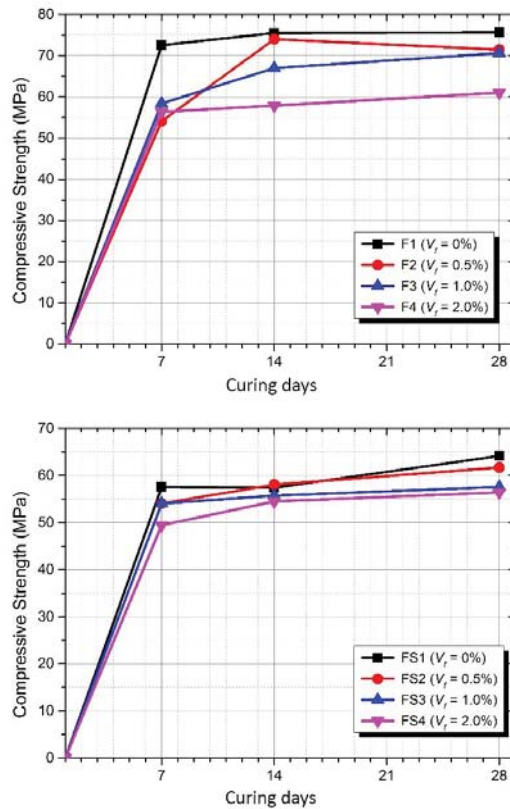 80
70
60
50
40
30
20
10
0
Compressive Strength (MPa)
F1 (Vf = 0%)
F2 (Vf = 0.5%)
F3 (Vf = 1.0%)
F4 (Vf = 2.0%)
7 14 21 28
Curing days
70
60
50
40
30
20
10
0
Compressive Strength (MPa)
FS1 (Vf = 0%)
FS2 (Vf = 0.5%)
FS3 (Vf = 1.0%)
FS4 (Vf = 2.0%)
7 14 21 28
Curing days